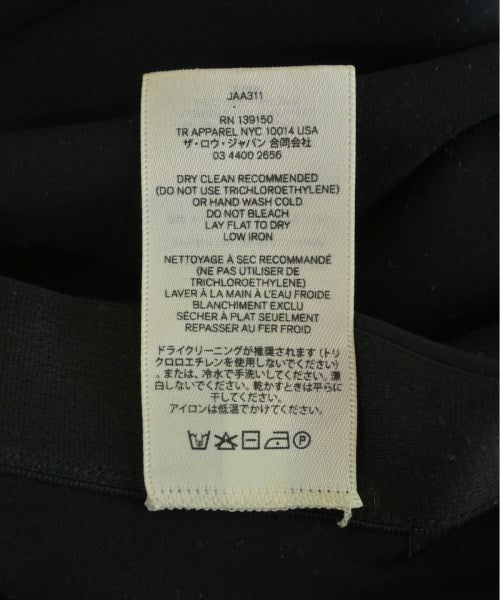 JAA311
RN 139150
TR APPAREL NYC 10014 USA
ザ・ロウ・ジャパン 合同会社
03 4400 2656
DRY CLEAN RECOMMENDED
(DO NOT USE TRICHLOROETHYLENE)
OR HAND WASH COLD
DO NOT BLEACH
LAY FLAT TO DRY
LOW IRON
NETTOYAGE À SEC RECOMMANDÉ
(NE PAS UTILISER DE
TRICHLOROETHYLENE)
LAVER À LA MAIN À L'EAU FROIDE
BLANCHIMENT EXCLU
SÉCHER À PLAT SEUELMENT
REPASSER AU FER FROID
ドライクリーニングが推環されます(トリ
クロロエチレンを使用しないでください)
。または、冷水で手洗いしてください。漂
白しないでください。乾かすときは平らに
干してください。
アイロンは低温でかけてください。
P